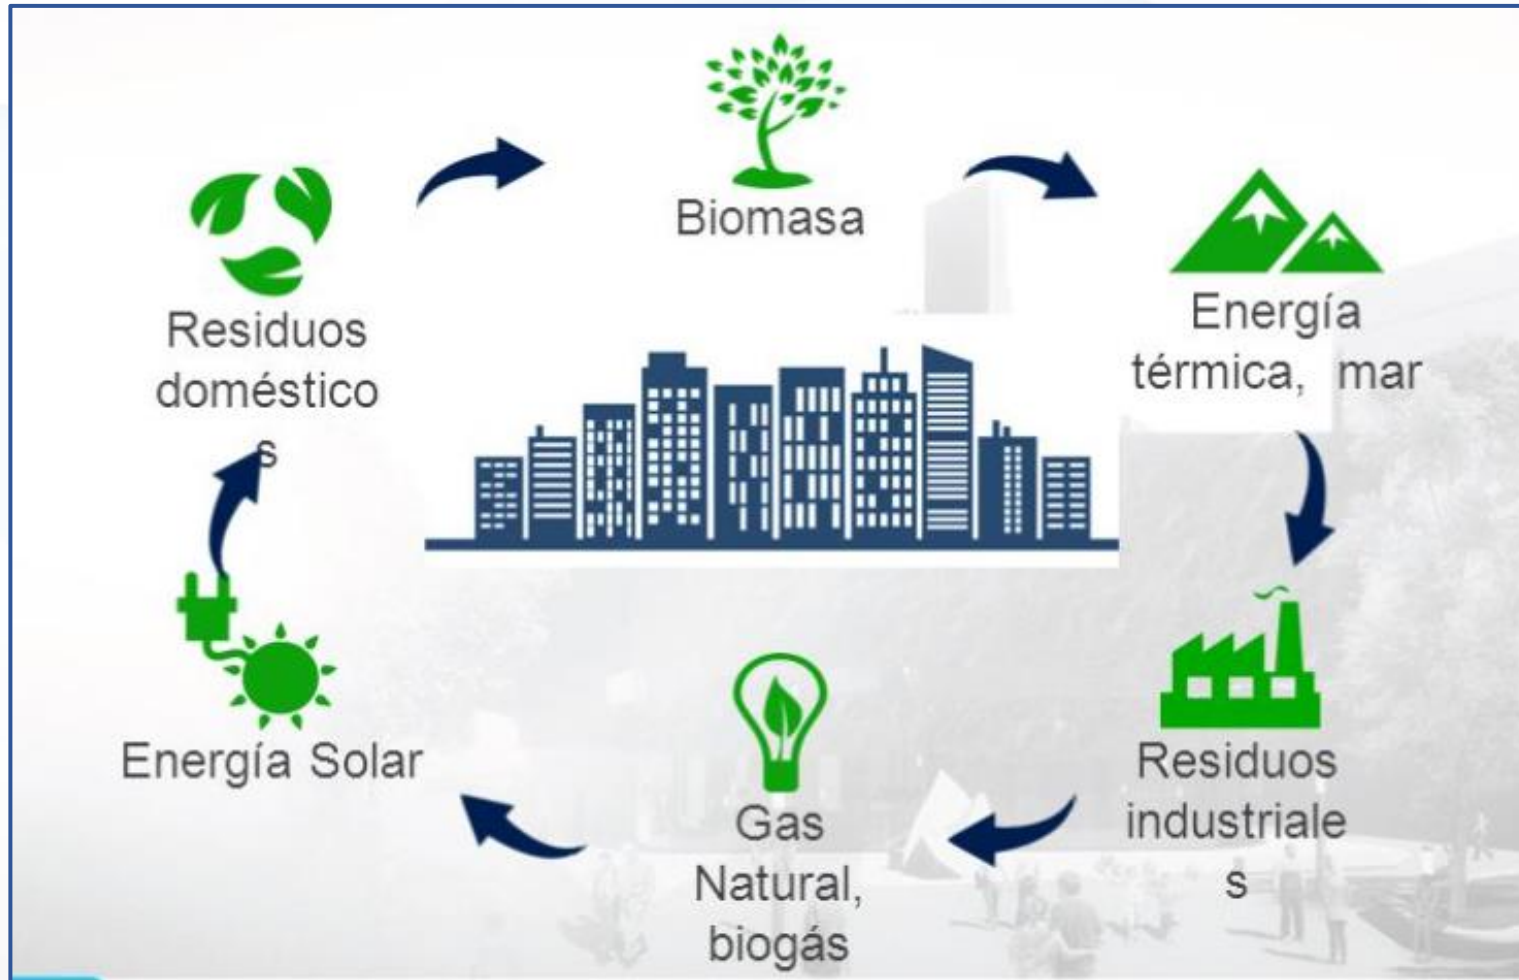 Biomasa
Residuos
doméstico
s
Energía
térmica, mar
Energía Solar
Gas
Natural,
biogás
Residuos
industriale
s